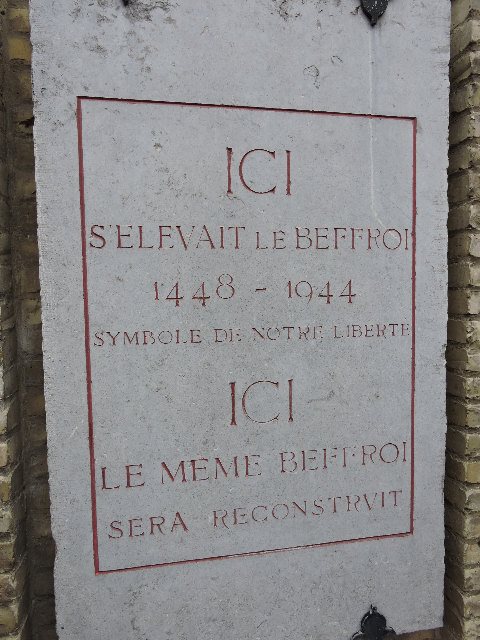 ICI
S'ELEVAIT LE BEFFROI
1448 - 1944
SYMBOLE DE NOTRE LIBERTE
ICI
LE MEME BEFFROI
SERA RECONSTRVIT